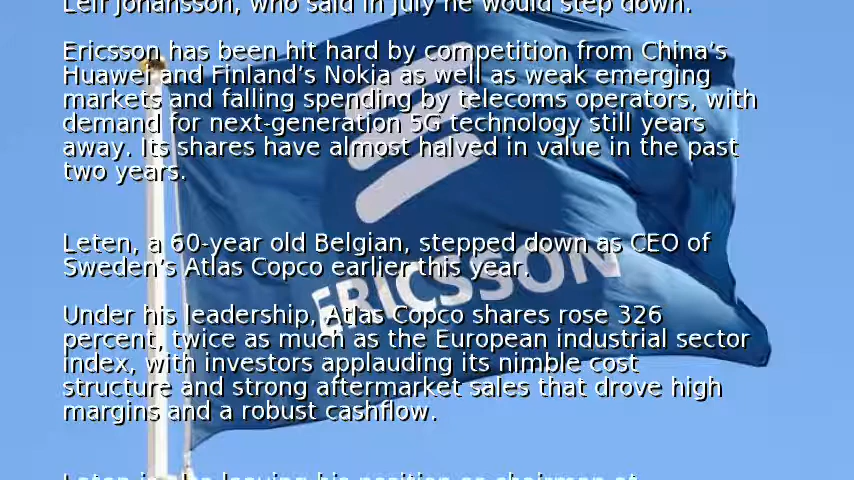 Leif Johansson, who said in July he would step down.
Ericsson has been hit hard by competition from China’s
Huawei and Finland’s Nokia as well as weak emerging
markets and falling spending by telecoms operators, with
demand for next-generation 5G technology still years
away. Its shares have almost halved in value in the past
two years.
Leten, a 60-year old Belgian, stepped down as CEO of
Sweden’s Atlas Copco earlier this year.
ERICSSON
Under his leadership, Atlas Copco shares rose 326
percent, twice as much as the European industrial sector
index, with investors applauding its nimble cost
structure and strong aftermarket sales that drove high
margins and a robust cashflow.
Leten is also leaving his position as chairman of